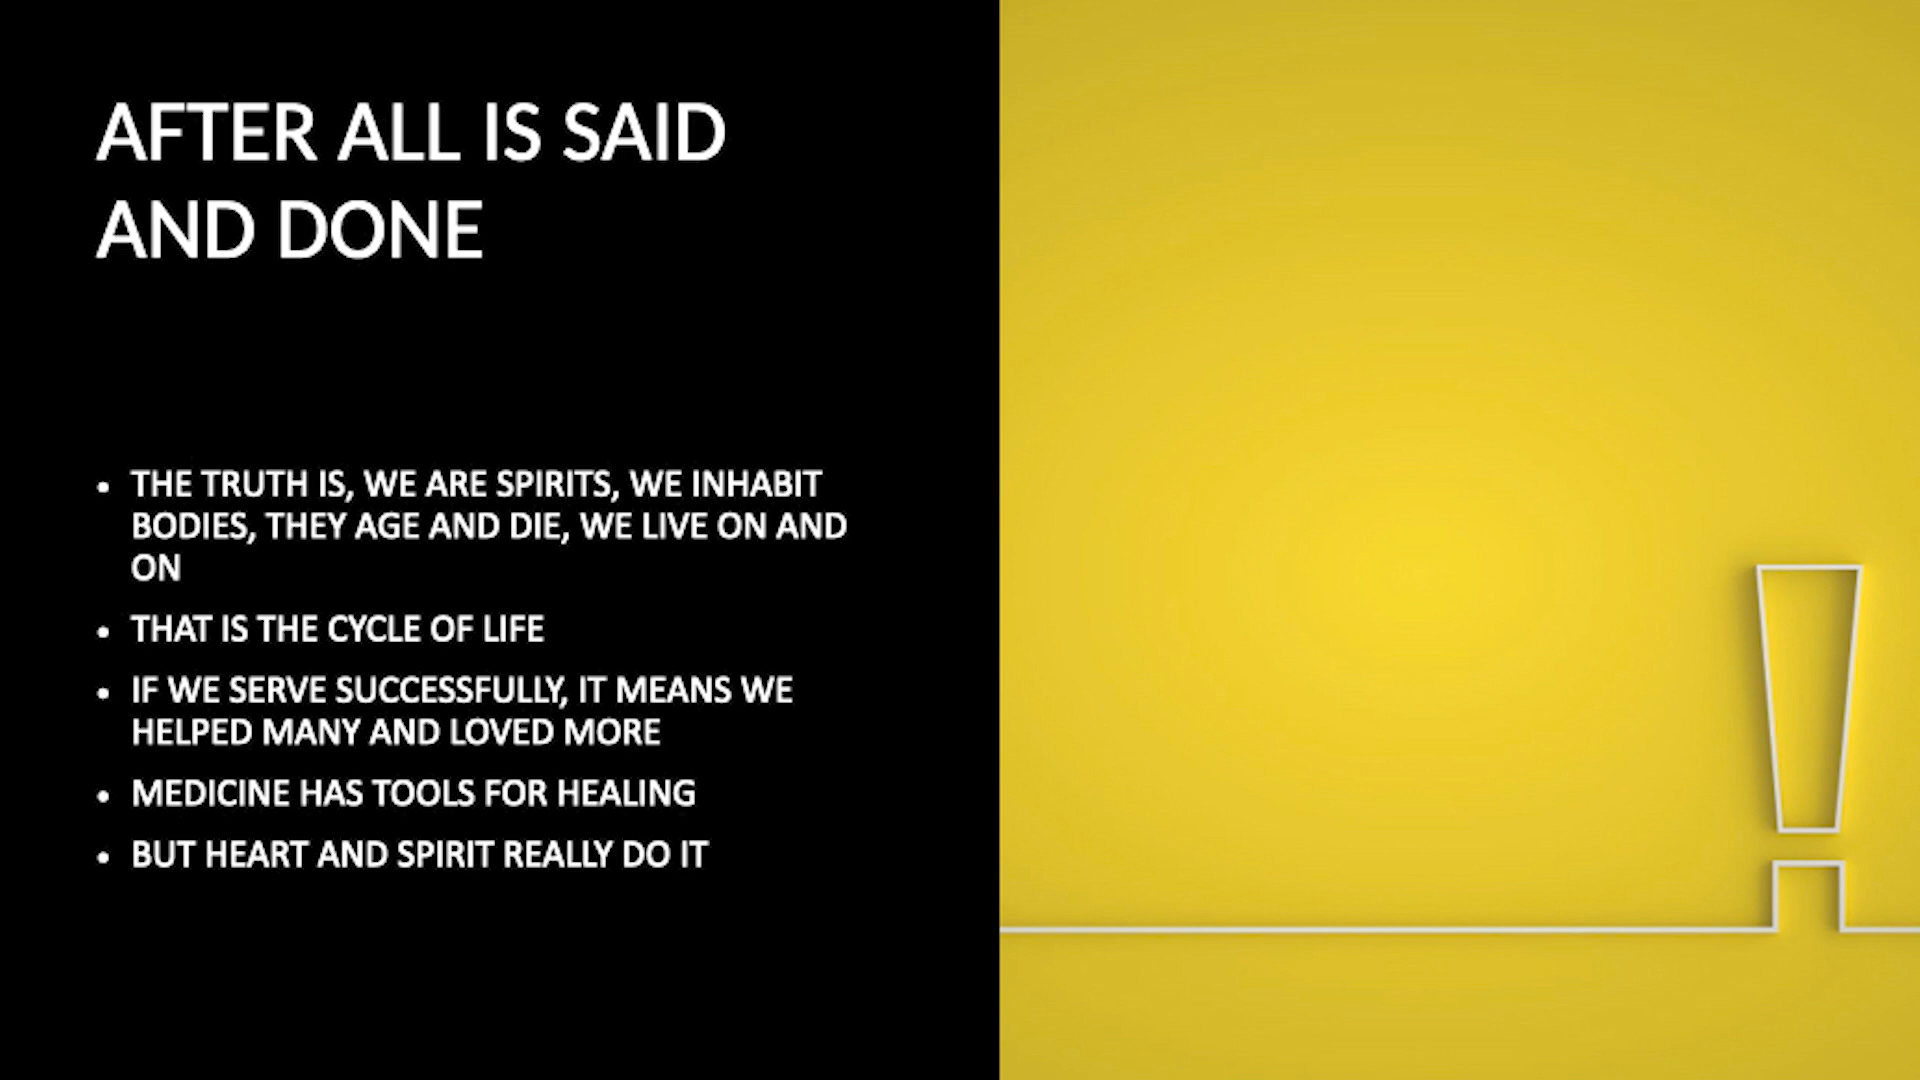 AFTER ALL IS SAID
AND DONE
• THE TRUTH IS, WE ARE SPIRITS, WE INHABIT
BODIES, THEY AGE AND DIE, WE LIVE ON AND
ON
• THAT IS THE CYCLE OF LIFE
• IF WE SERVE SUCCESSFULLY, IT MEANS WE
HELPED MANY AND LOVED MORE
• MEDICINE HAS TOOLS FOR HEALING
• BUT HEART AND SPIRIT REALLY DO IT
!